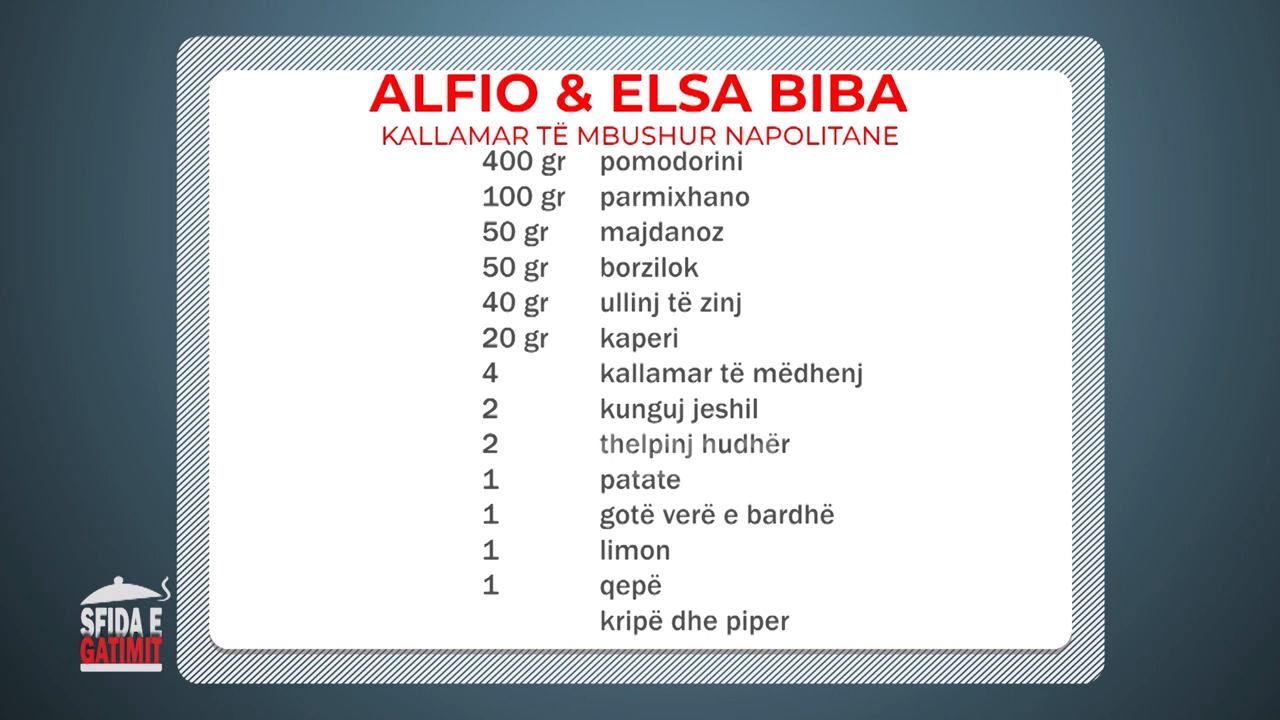 ALFIO & ELSA BIBA
KALLAMAR TË MBUSHUR NAPOLITANE
400 gr pomodorini
100 gr parmixhano
50 gr majdanoz
50 gr borzilok
40 gr ullinj të zinj
20 gr kaperi
4 kallamar të mëdhenj
2 kunguj jeshil
2 thelpinj hudhër
1 patate
1 gotë verë e bardhë
1 limon
1 qepë
kripë dhe piper
SFIDA E
GATIMIT